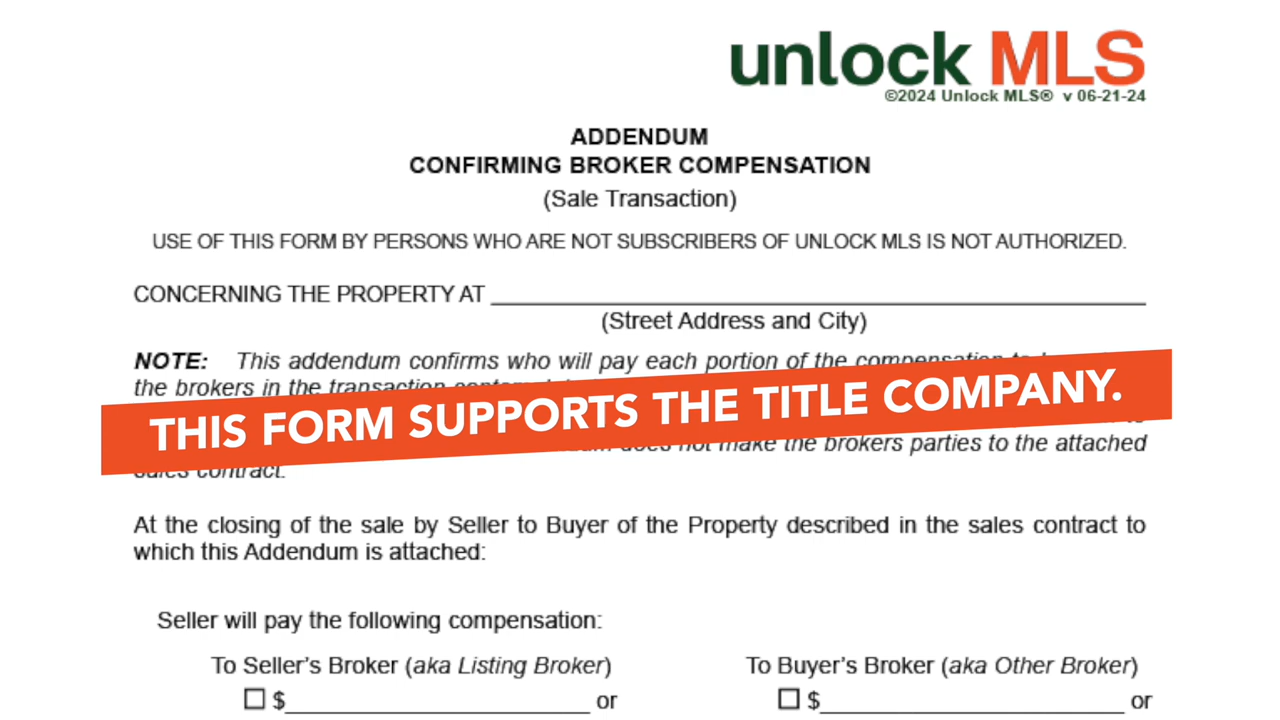 unlock MLS
©2024 Unlock MLS® v 06-21-24
ADDENDUM
CONFIRMING BROKER COMPENSATION
(Sale Transaction)
USE OF THIS FORM BY PERSONS WHO ARE NOT SUBSCRIBERS OF UNLOCK MLS IS NOT AUTHORIZED.
CONCERNING THE PROPERTY AT
(Street Address and City)
NOTE: This addendum confirms who will pay each portion of the compensation
the brokers in the transaction
THIS FORM SUPPORTS THE TITLE COMPANY.
does not make the brokers parties to the attached
sales contract.
At the closing of the sale by Seller to Buyer of the Property described in the sales contract to
which this Addendum is attached:
Seller will pay the following compensation:
To Seller's Broker (aka Listing Broker) To Buyer's Broker (aka Other Broker)
☐ $____ or ☐ $____ or